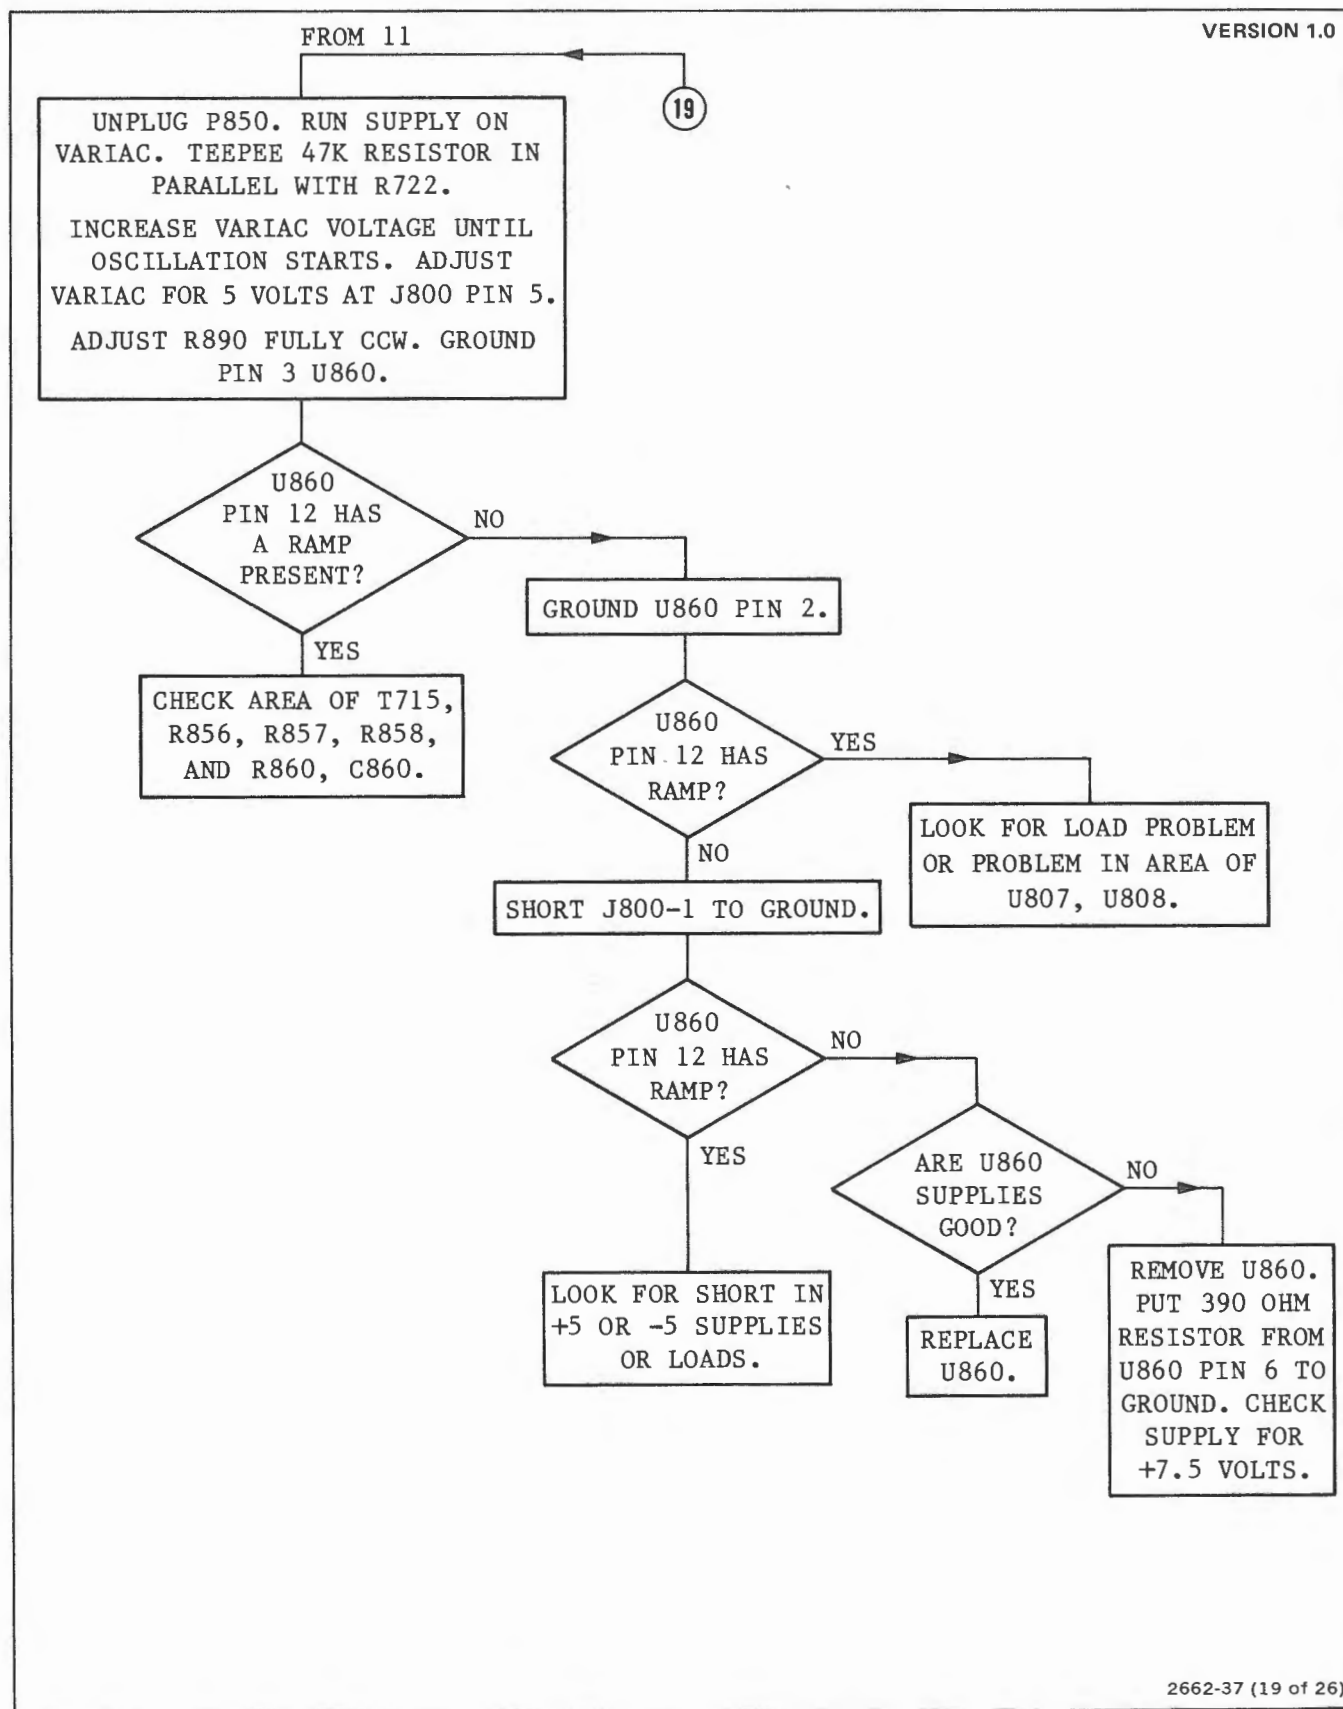 VERSION 1.0
FROM 11
19
UNPLUG P850. RUN SUPPLY ON
VARIAC. TEEPEE 47K RESISTOR IN
PARALLEL WITH R722.
INCREASE VARIAC VOLTAGE UNTIL
OSCILLATION STARTS. ADJUST
VARIAC FOR 5 VOLTS AT J800 PIN 5.
ADJUST R890 FULLY CCW. GROUND
PIN 3 U860.
U860
PIN 12 HAS
A RAMP
PRESENT?
NO
YES
CHECK AREA OF T715,
R856, R857, R858,
AND R860, C860.
GROUND U860 PIN 2.
U860
PIN 12 HAS
RAMP?
YES
NO
LOOK FOR LOAD PROBLEM
OR PROBLEM IN AREA OF
U807, U808.
SHORT J800-1 TO GROUND.
U860
PIN 12 HAS
RAMP?
NO
YES
LOOK FOR SHORT IN
+5 OR -5 SUPPLIES
OR LOADS.
ARE U860
SUPPLIES
GOOD?
NO
YES
REPLACE
U860.
REMOVE U860.
PUT 390 OHM
RESISTOR FROM
U860 PIN 6 TO
GROUND. CHECK
SUPPLY FOR
+7.5 VOLTS.
2662-37 (19 of 26)